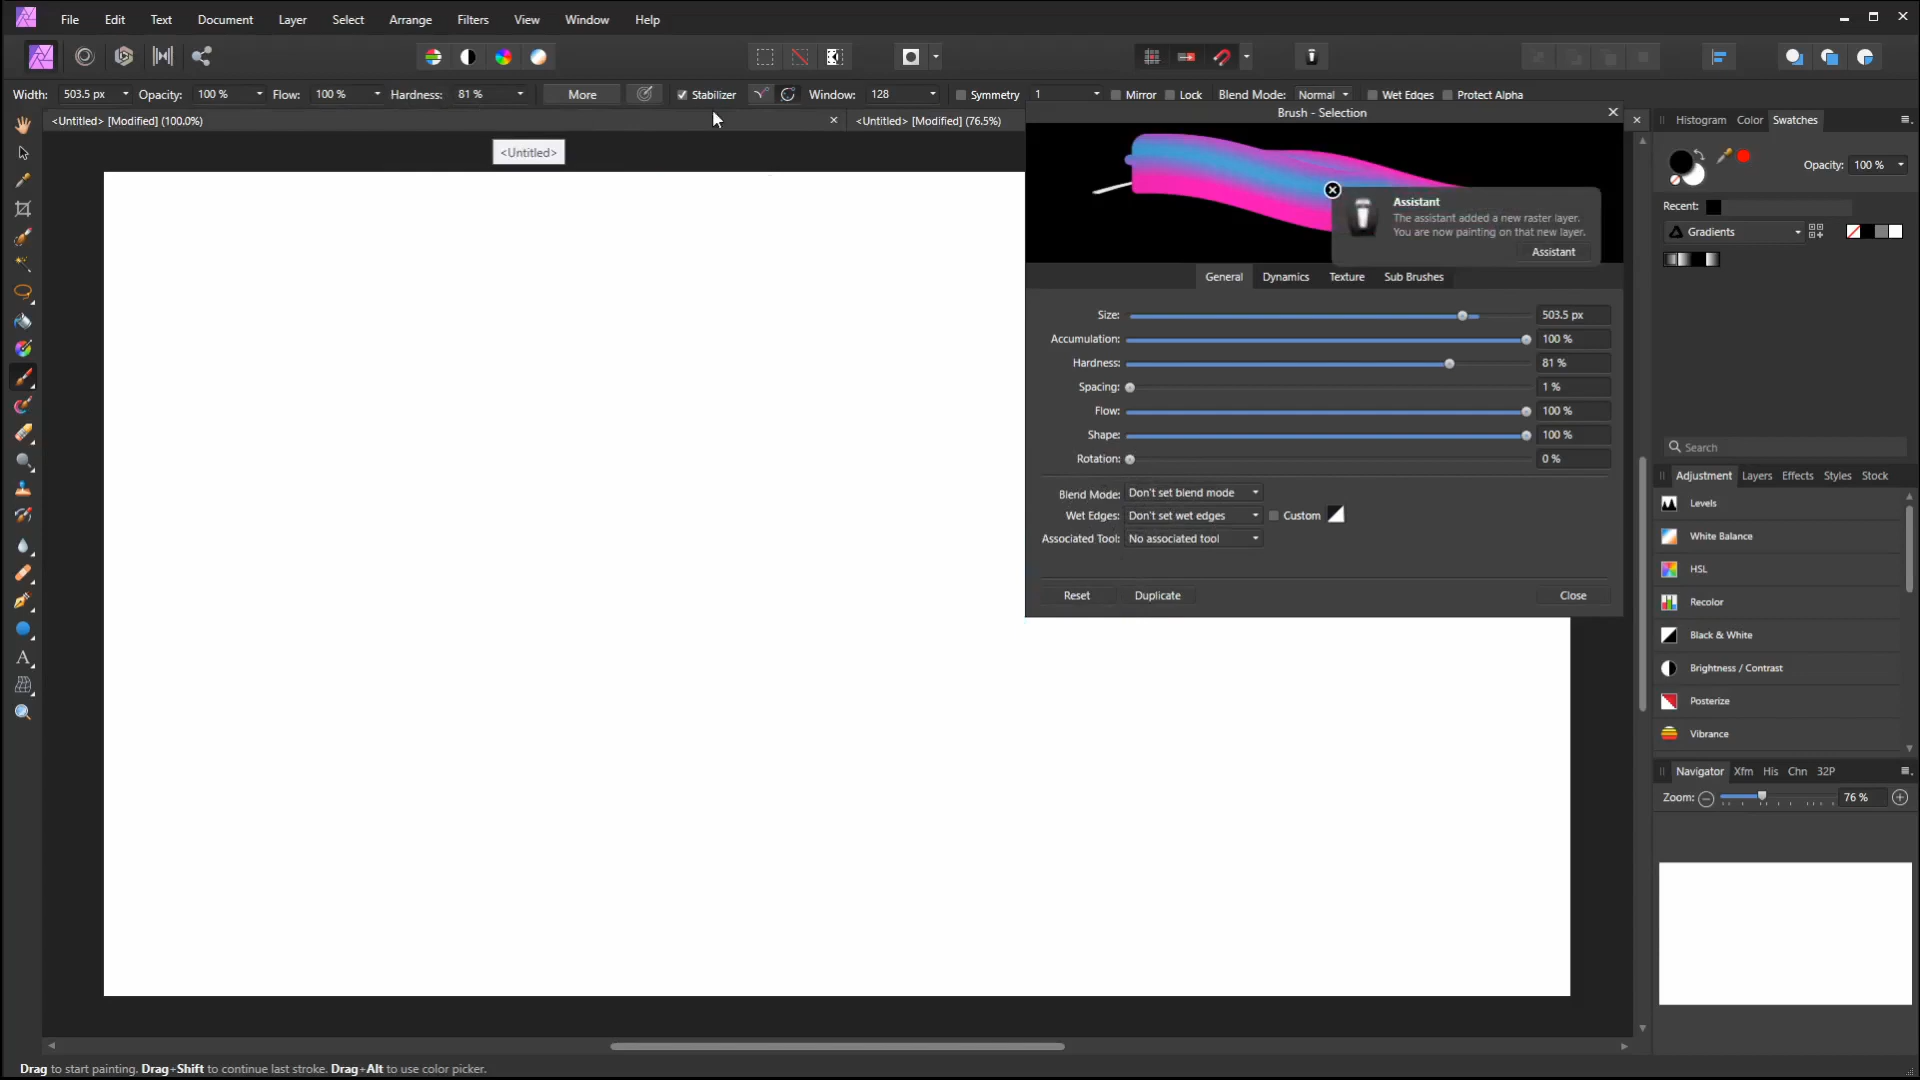 File Edit Text Document Layer Select Arrange Filters View Window Help
Width: 503.5 px Opacity: 100 % Flow: 100 % Hardness: 81 % More Stabilizer Window: 128 Symmetry 1 Mirror Lock Blend Mode: Normal Wet Edges Protect Alpha
<Untitled> [Modified] (100.0%)
<Untitled> [Modified] (76.5%)
<Untitled>
Brush - Selection
Assistant
The assistant added a new raster layer.
You are now painting on that new layer.
Assistant
General Dynamics Texture Sub Brushes
Size: 503.5 px
Accumulation: 100 %
Hardness: 81 %
Spacing: 1 %
Flow: 100 %
Shape: 100 %
Rotation: 0 %
Blend Mode: Don't set blend mode
Wet Edges: Don't set wet edges Custom
Associated Tool: No associated tool
Reset Duplicate Close
Histogram Color Swatches
Opacity: 100 %
Recent:
Gradients
Search
Adjustment Layers Effects Styles Stock
Levels
White Balance
HSL
Recolor
Black & White
Brightness / Contrast
Posterize
Vibrance
Navigator Xfm His Chn 32P
Zoom: 76 %
Drag to start painting. Drag+Shift to continue last stroke. Drag+Alt to use color picker.